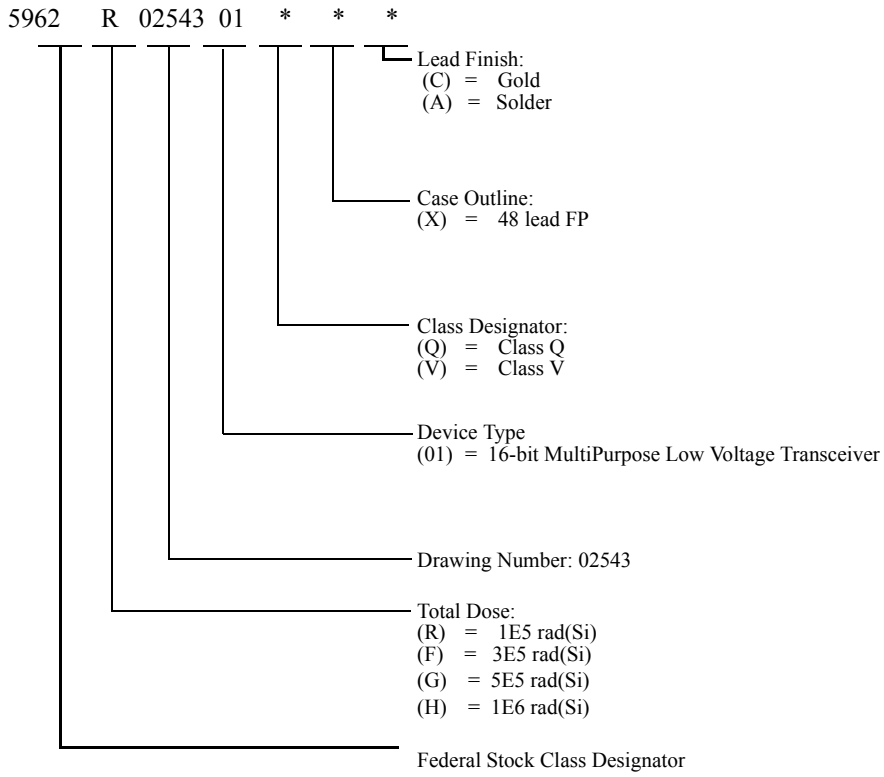 5962 R 02543 01 * * *
Lead Finish:
(C) = Gold
(A) = Solder
Case Outline:
(X) = 48 lead FP
Class Designator:
(Q) = Class Q
(V) = Class V
Device Type
(01) = 16-bit MultiPurpose Low Voltage Transceiver
Drawing Number: 02543
Total Dose:
(R) = 1E5 rad(Si)
(F) = 3E5 rad(Si)
(G) = 5E5 rad(Si)
(H) = 1E6 rad(Si)
Federal Stock Class Designator